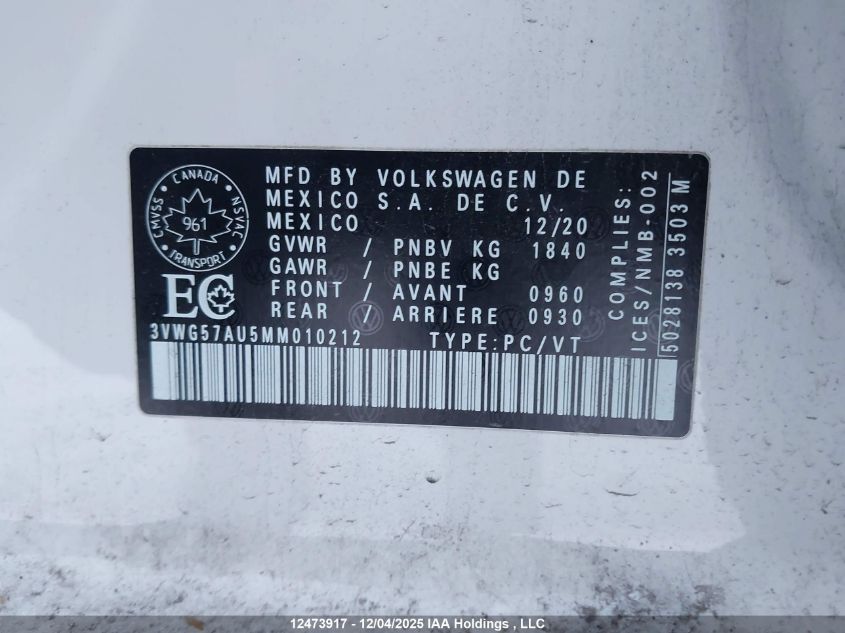 CANADA
CMVSS
NSVAC
961
TRANSPORT
EC
MFD BY VOLKSWAGEN DE
MEXICO S.A. DE C.V.
MEXICO 12/20
GVWR / PNBV KG 1840
GAWR / PNBE KG
FRONT / AVANT 0960
REAR / ARRIERE 0930
3VWG57AU5MM010212 TYPE:PC/VT
COMPLIES:
ICES/NMB-002
5028138 3503 M
12473917 - 12/04/2025 IAA Holdings , LLC